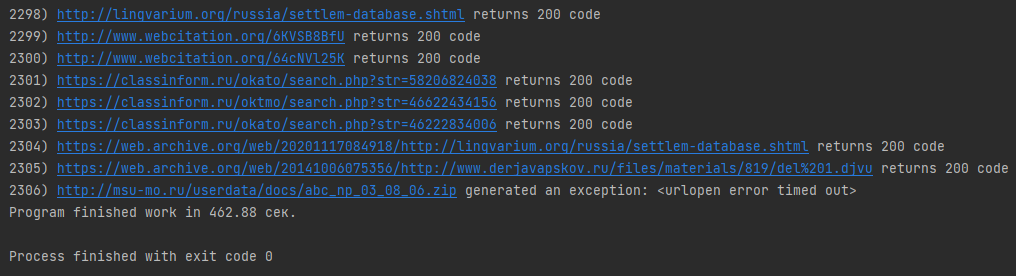 2298) http://lingvarium.org/russia/settlem-database.shtml returns 200 code
2299) http://www.webcitation.org/6KVSB8BfU returns 200 code
2300) http://www.webcitation.org/64cNVl25K returns 200 code
2301) https://classinform.ru/okato/search.php?str=58206824038 returns 200 code
2302) https://classinform.ru/oktmo/search.php?str=46622434156 returns 200 code
2303) https://classinform.ru/okato/search.php?str=46222834006 returns 200 code
2304) https://web.archive.org/web/20201117084918/http://lingvarium.org/russia/settlem-database.shtml returns 200 code
2305) https://web.archive.org/web/20141006075356/http://www.derjavapskov.ru/files/materials/819/del%201.djvu returns 200 code
2306) http://msu-mo.ru/userdata/docs/abc_np_03_08_06.zip generated an exception: <urlopen error timed out>
Program finished work in 462.88 сек.
Process finished with exit code 0